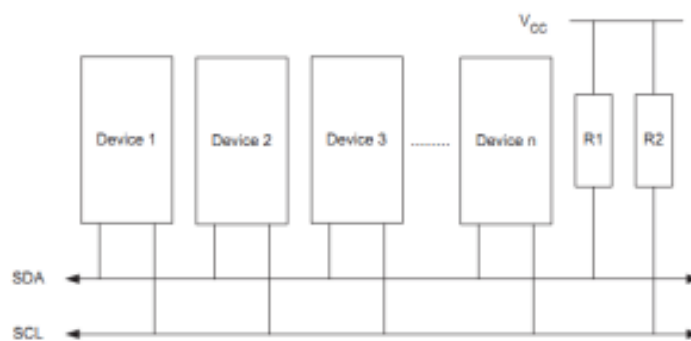 VCC
Device 1
Device 2
Device 3
........
Device n
R1
R2
SDA
SCL